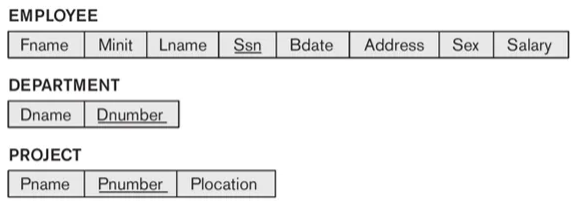 EMPLOYEE
Fname Minit Lname Ssn Bdate Address Sex Salary
DEPARTMENT
Dname Dnumber
PROJECT
Pname Pnumber Plocation